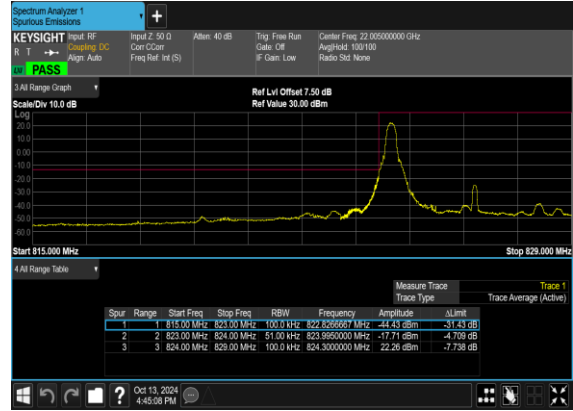 Spectrum Analyzer 1
Spurious Emissions
KEYSIGHT Input: RF Input Z: 50 Ω Atten: 40 dB Trig: Free Run Center Freq: 22.005000000 GHz
R T Coupling: DC Corr CCorr Gate: Off Avg|Hold: 100/100
Align: Auto Freq Ref: Int (S) IF Gain: Low Radio Std: None
LM PASS
3 All Range Graph
Ref Lvl Offset 7.50 dB
Scale/Div 10.0 dB Ref Value 30.00 dBm
Log
20.0
10.0
0.00
-10.0
-20.0
-30.0
-40.0
-50.0
-60.0
Start 815.000 MHz Stop 829.000 MHz
4 All Range Table
Measure Trace Trace 1
Trace Type Trace Average (Active)
Spur Range Start Freq Stop Freq RBW Frequency Amplitude ΔLimit
1 1 815.00 MHz 823.00 MHz 100.0 kHz 822.8266667 MHz -44.43 dBm -31.43 dB
2 2 823.00 MHz 824.00 MHz 51.00 kHz 823.9950000 MHz -17.71 dBm -4.709 dB
3 3 824.00 MHz 829.00 MHz 100.0 kHz 824.3000000 MHz 22.26 dBm -7.738 dB
? Oct 13, 2024
4:45:08 PM